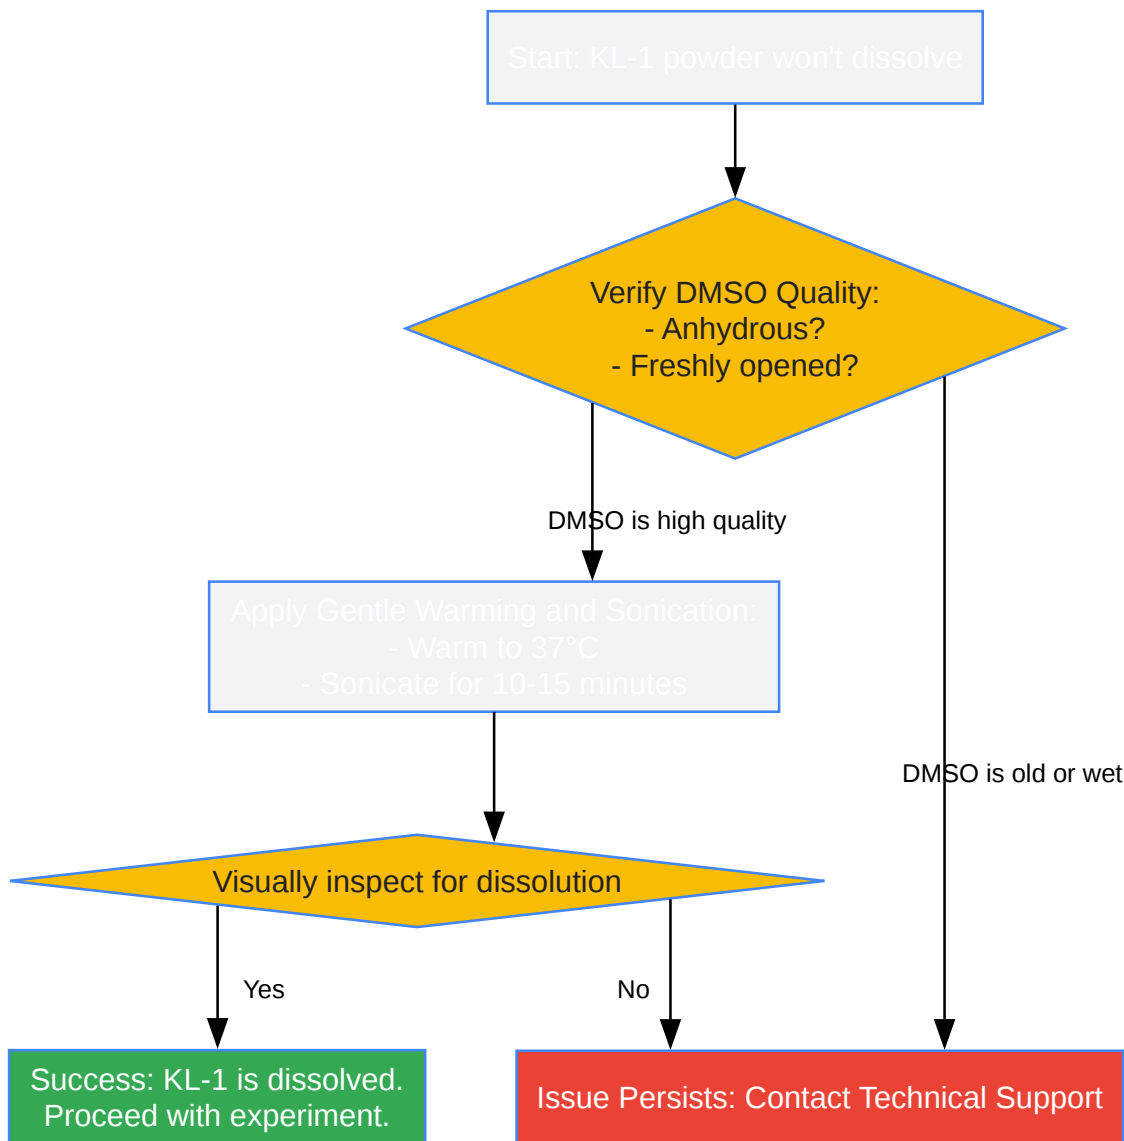 Start: KL-1 powder won't dissolve
Verify DMSO Quality:
- Anhydrous?
- Freshly opened?
DMSO is high quality
Apply Gentle Warming and Sonication:
- Warm to 37°C
- Sonicate for 10-15 minutes
DMSO is old or wet
Visually inspect for dissolution
Yes
No
Success: KL-1 is dissolved.
Proceed with experiment.
Issue Persists: Contact Technical Support